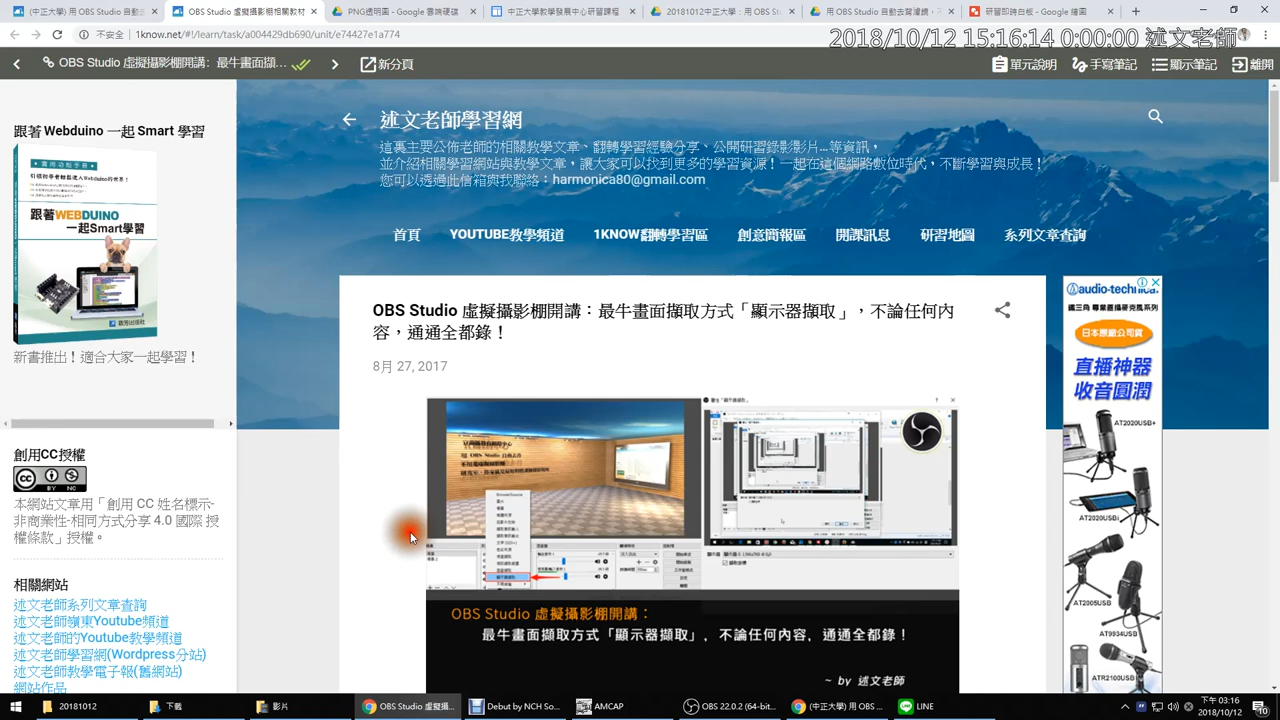 (中正大學) 用 OBS 自動去
OBS Studio 虛擬攝影棚相關教材
PNG透明圖 - Google 雲端硬碟
中正大學教學發展中心研習課程
20181012中正大學：用 OBS
用 OBS Studio 自動去背濾鏡，
研習即時白板 - Google 繪圖
不安全 | 1know.net/#!/learn/task/a004429db690/unit/e74427e1a774
2018/10/12 15:16:14 0:00:00 述文老師
OBS Studio 虛擬攝影棚開講：最牛畫面擷...
新分頁
單元說明
手寫筆記
顯示筆記
離開
跟著 Webduino 一起 Smart 學習
跟著WEBDUINO
一起Smart學習
新書推出！適合大家一起學習！
述文老師學習網
這裏主要公佈老師的相關教學文章、翻轉學習經驗分享、公開研習錄影影片...等資訊，
並介紹相關學習網站與教學文章，讓大家可以找到更多的學習資源！一起在這個網路數位時代，不斷學習與成長！
您可以透過此信箱與我聯絡：harmonica80@gmail.com
首頁
YOUTUBE教學頻道
1KNOW翻轉學習區
創意簡報區
開課訊息
研習地圖
系列文章查詢
OBS Studio 虛擬攝影棚開講：最牛畫面擷取方式「顯示器擷取」，不論任何內
容，通通全都錄！
8月 27, 2017
OBS Studio 虛擬攝影棚開講：
最牛畫面擷取方式「顯示器擷取」，不論任何內容，通通全都錄！
~ by 述文老師
audio-technica
鐵三角 專業直播麥克風系列
日本原廠公司貨
直播神器
收音圓潤
AT2020USB+
AT2020USBi
AT2005USB
AT9934USB
ATR2100USB
創用CC授權
cc BY NC
本網站文章用「創用 CC 姓名標示-
非商業性-相同方式分享 4.0 國際 授
權條款」授權。
相關網站
述文老師系列文章查詢
述文老師嶺東Youtube頻道
述文老師的Youtube教學頻道
述文老師學習網(Wordpress分站)
述文老師教學電子報(舊網站)
網站作品
20181012
下載
影片
OBS Studio 虛擬攝...
Debut by NCH So...
AMCAP
OBS 22.0.2 (64-bit...
(中正大學) 用 OBS ...
LINE
下午 03:16
2018/10/12
10